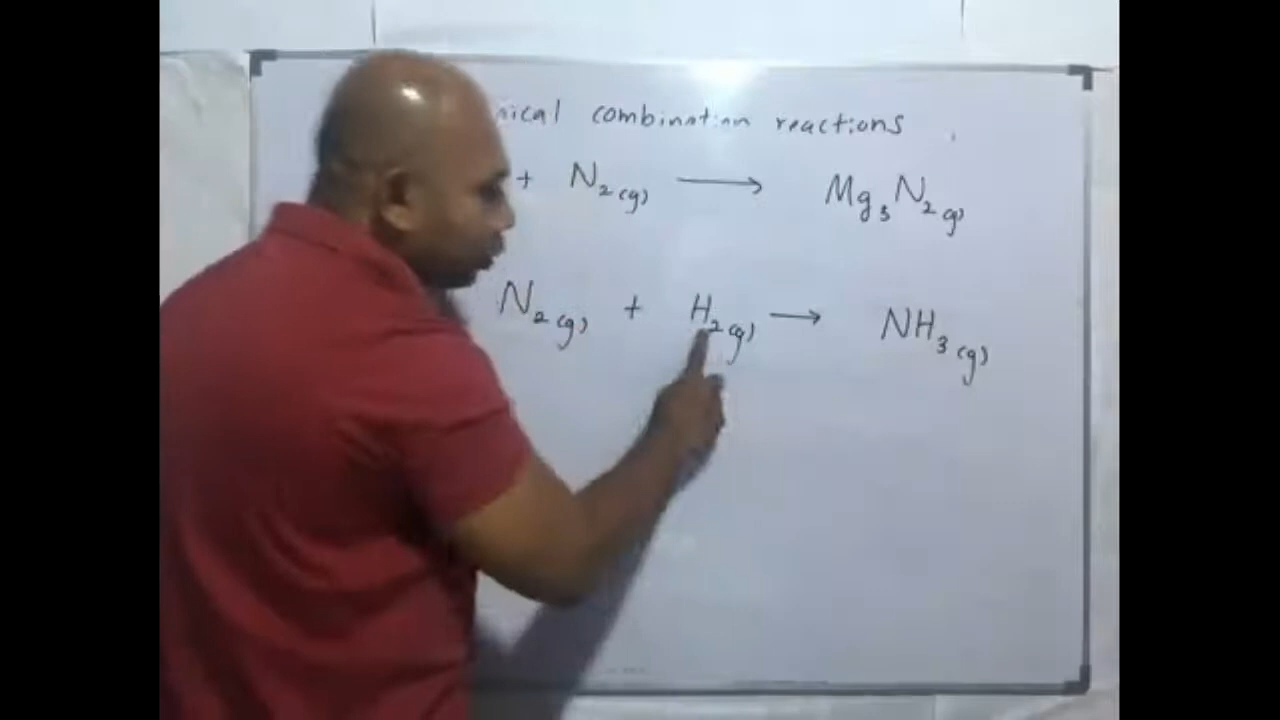 combination reactions
+ N₂(g) → Mg₃N₂(g)
N₂(g) + H₂(g) → NH₃(g)